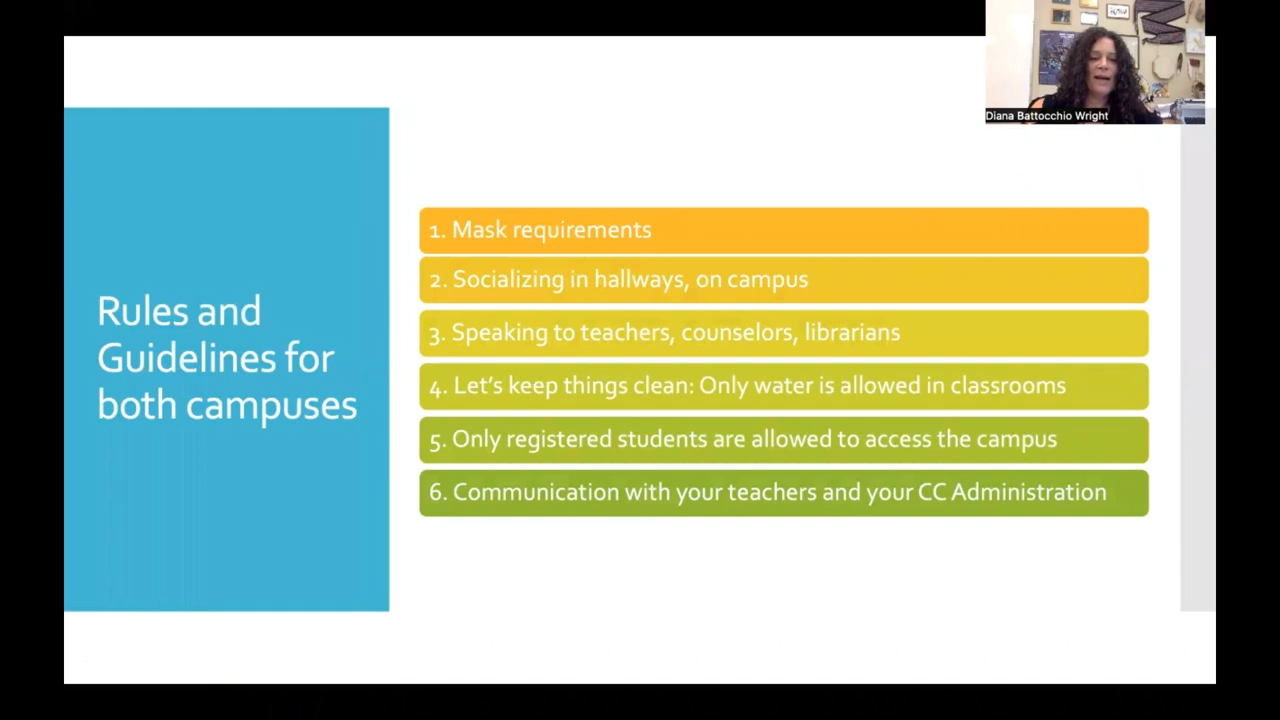 Diana Battocchio Wright
Rules and
Guidelines for
both campuses
1. Mask requirements
2. Socializing in hallways, on campus
3. Speaking to teachers, counselors, librarians
4. Let’s keep things clean: Only water is allowed in classrooms
5. Only registered students are allowed to access the campus
6. Communication with your teachers and your CC Administration